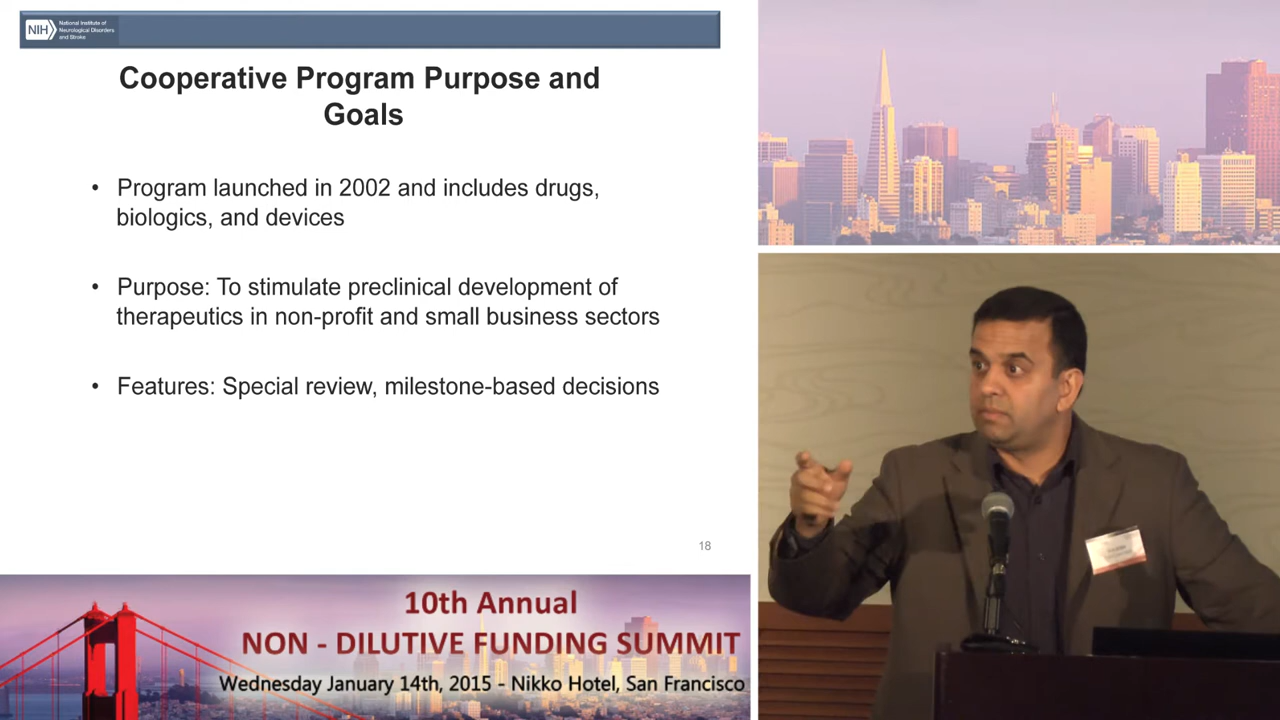 NIH
National Institute of
Neurological Disorders
and Stroke
Cooperative Program Purpose and
Goals
• Program launched in 2002 and includes drugs,
biologics, and devices
• Purpose: To stimulate preclinical development of
therapeutics in non-profit and small business sectors
• Features: Special review, milestone-based decisions
18
10th Annual
NON - DILUTIVE FUNDING SUMMIT
Wednesday January 14th, 2015 - Nikko Hotel, San Francisco